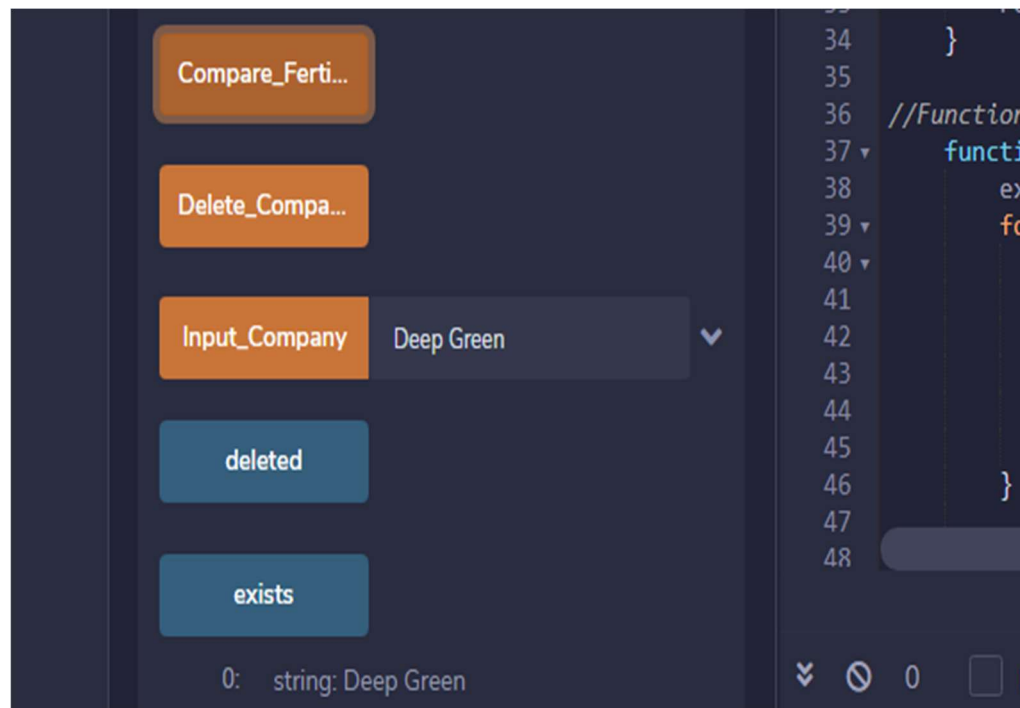 Compare_Ferti...
Delete_Compa...
Input_Company Deep Green
deleted
exists
0: string: Deep Green
34 }
35
36 //Function
37 functi
38 ex
39 fo
40
41
42
43
44
45
46 }
47
48
0